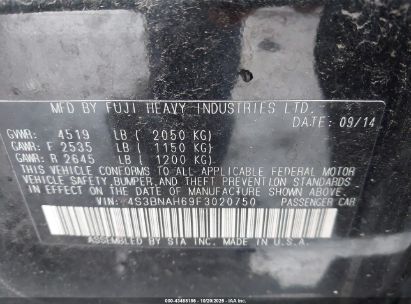 MFD BY FUJI HEAVY INDUSTRIES LTD.
DATE: 09/14
GVWR: 4519 LB ( 2050 KG)
GAWR: F 2535 LB ( 1150 KG)
GAWR: R 2645 LB ( 1200 KG)
THIS VEHICLE CONFORMS TO ALL APPLICABLE FEDERAL MOTOR
VEHICLE SAFETY, BUMPER, AND THEFT PREVENTION STANDARDS
IN EFFECT ON THE DATE OF MANUFACTURE SHOWN ABOVE.
VIN: 4S3BNAH69F3020750 PASSENGER CAR
ASSEMBLED BY SIA INC. MADE IN U.S.A.